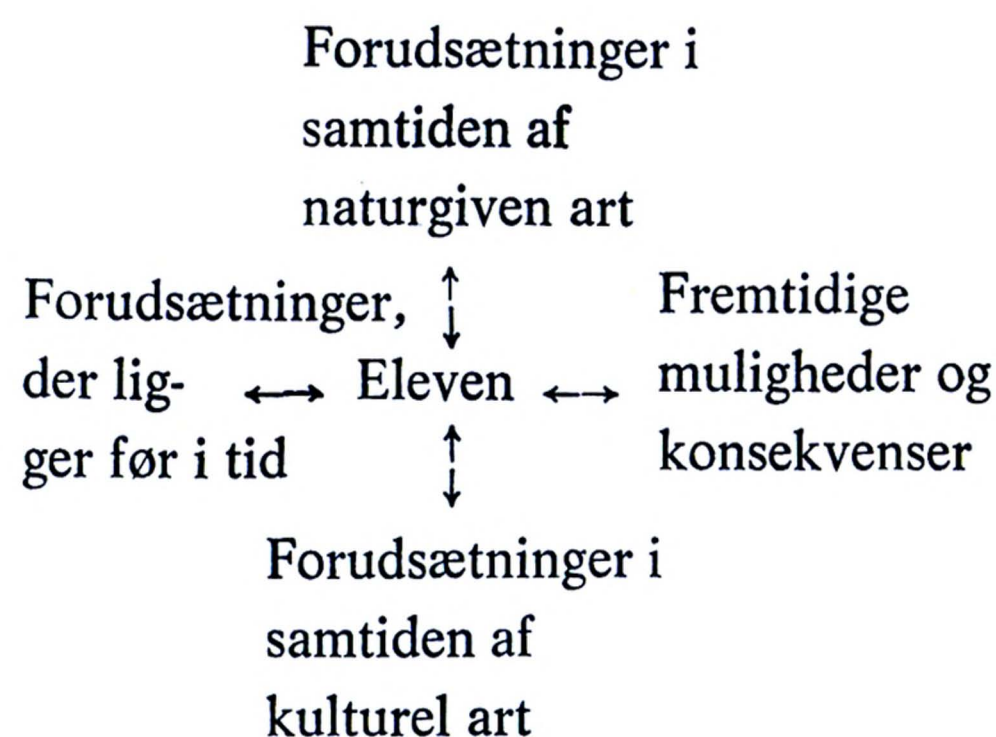 Forudsætninger i
samtiden af
naturgiven art
Forudsætninger,
der lig-
ger før i tid
Eleven
Fremtidige
muligheder og
konsekvenser
Forudsætninger i
samtiden af
kulturel art